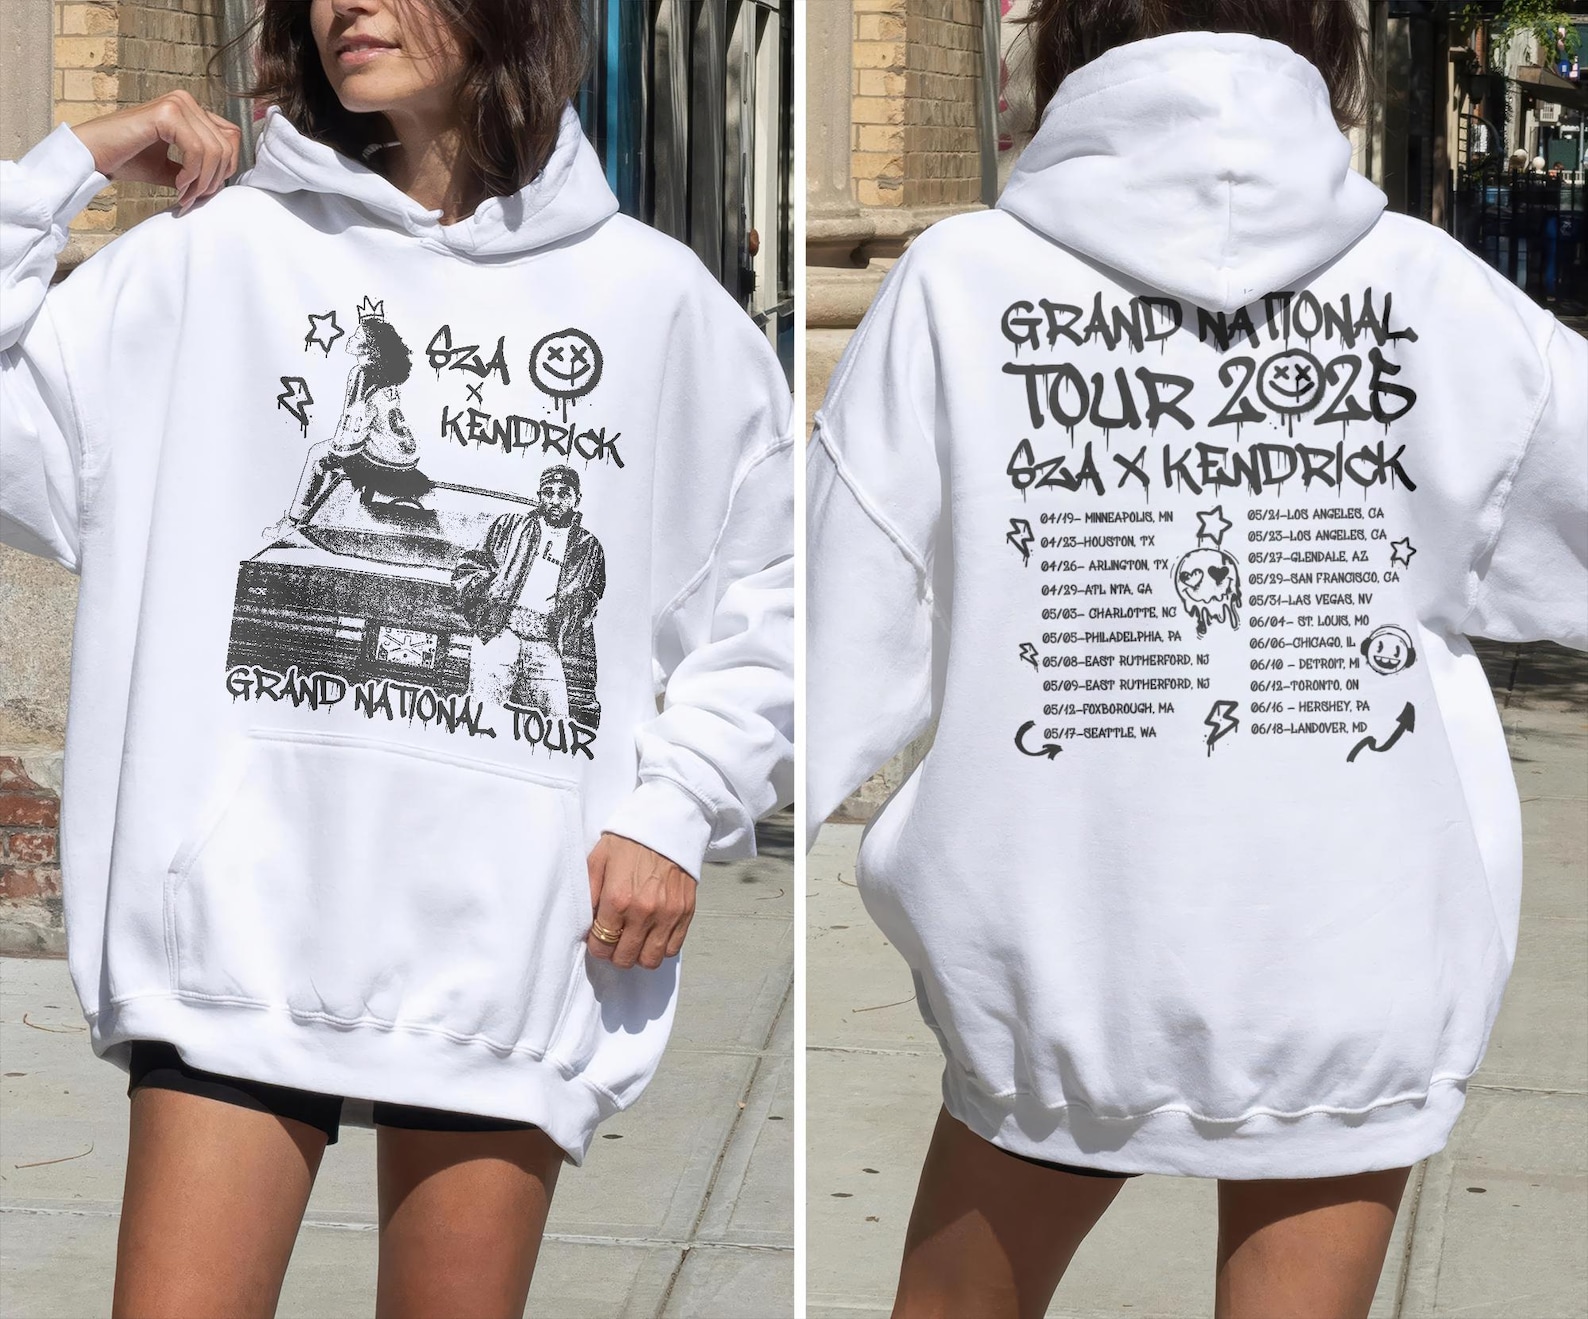 SZA
X
KENDRICK
GRAND NATIONAL TOUR
GRAND NATIONAL
TOUR 2025
SZA X KENDRICK
04/19- MINNEAPOLIS, MN
04/23-HOUSTON, TX
04/26- ARLINGTON, TX
04/29-ATL NTA, GA
05/03- CHARLOTTE, NC
05/05-PHILADELPHIA, PA
05/08-EAST RUTHERFORD, NJ
05/09-EAST RUTHERFORD, NJ
05/12-FOXBOROUGH, MA
05/17-SEATTLE, WA
05/21-LOS ANGELES, CA
05/23-LOS ANGELES, CA
05/27-GLENDALE, AZ
05/29-SAN FRANCISCO, CA
05/31-LAS VEGAS, NV
06/04- ST. LOUIS, MO
06/06-CHICAGO, IL
06/10 - DETROIT, MI
06/12-TORONTO, ON
06/16 - HERSHEY, PA
06/18-LANDOVER, MD